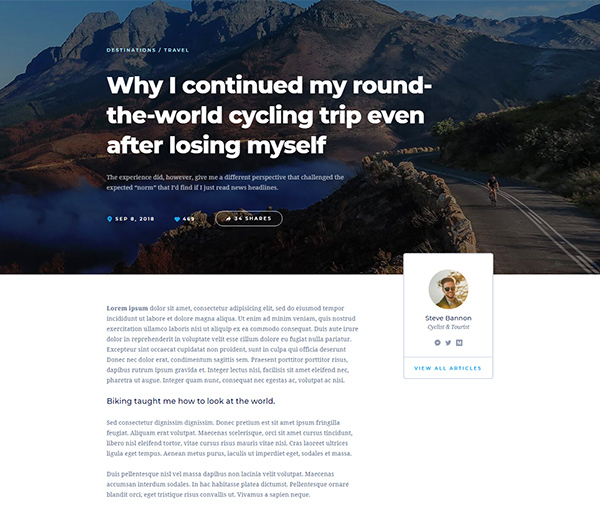 DESTINATIONS / TRAVEL
Why I continued my round-
the-world cycling trip even
after losing myself
The experience did, however, give me a different perspective that challenged the
expected “norm” that I'd find if I just read news headlines.
SEP 8, 2018
469
34 SHARES
Steve Bannon
Cyclist & Tourist
VIEW ALL ARTICLES
Lorem ipsum dolor sit amet, consectetur adipisicing elit, sed do eiusmod tempor
incididunt ut labore et dolore magna aliqua. Ut enim ad minim veniam, quis nostrud
exercitation ullamco laboris nisi ut aliquip ex ea commodo consequat. Duis aute irure
dolor in reprehenderit in voluptate velit esse cillum dolore eu fugiat nulla pariatur.
Excepteur sint occaecat cupidatat non proident, sunt in culpa qui officia deserunt
Donec nec dolor erat, condimentum sagittis sem. Praesent porttitor porttitor risus,
dapibus rutrum ipsum gravida et. Integer lectus nisi, facilisis sit amet eleifend nec,
pharetra ut augue. Integer quam nunc, consequat nec egestas ac, volutpat ac nisi.
Biking taught me how to look at the world.
Sed consectetur dignissim dignissim. Donec pretium est sit amet ipsum fringilla
feugiat. Aliquam erat volutpat. Maecenas scelerisque, orci sit amet cursus tincidunt,
libero nisl eleifend tortor, vitae cursus risus mauris vitae nisi. Cras laoreet ultrices
ligula eget tempus. Aenean metus purus, iaculis ut imperdiet eget, sodales et massa.
Duis pellentesque nisl vel massa dapibus non lacinia velit volutpat. Maecenas
accumsan interdum sodales. In hac habitasse platea dictumst. Pellentesque ornare
blandit orci, eget tristique risus convallis ut. Vivamus a sapien neque.